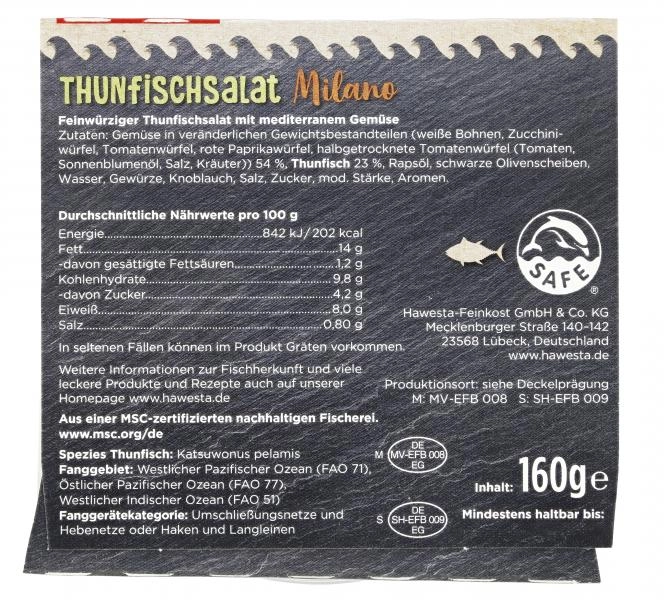 THUNFISCHSALAT Milano
Feinwürziger Thunfischsalat mit mediterranem Gemüse
Zutaten: Gemüse in veränderlichen Gewichtsbestandteilen (weiße Bohnen, Zucchini-
würfel, Tomatenwürfel, rote Paprikawürfel, halbgetrocknete Tomatenwürfel (Tomaten,
Sonnenblumenöl, Salz, Kräuter)) 54 %, Thunfisch 23 %, Rapsöl, schwarze Olivenscheiben,
Wasser, Gewürze, Knoblauch, Salz, Zucker, mod. Stärke, Aromen.
Durchschnittliche Nährwerte pro 100 g
Energie 842 kJ/ 202 kcal
Fett 14 g
-davon gesättigte Fettsäuren 1,2 g
Kohlenhydrate 9,8 g
-davon Zucker 4,2 g
Eiweiß 8,0 g
Salz 0,80 g
In seltenen Fällen können im Produkt Gräten vorkommen.
Weitere Informationen zur Fischherkunft und viele
leckere Produkte und Rezepte auch auf unserer
Homepage www.hawesta.de
Aus einer MSC-zertifizierten nachhaltigen Fischerei.
www.msc.org/de
Spezies Thunfisch: Katsuwonus pelamis
Fanggebiet: Westlicher Pazifischer Ozean (FAO 71),
Östlicher Pazifischer Ozean (FAO 77),
Westlicher Indischer Ozean (FAO 51)
Fanggerätekategorie: Umschließungsnetze und
Hebenetze oder Haken und Langleinen
SAFE
®
Hawesta-Feinkost GmbH & Co. KG
Mecklenburger Straße 140-142
23568 Lübeck, Deutschland
www.hawesta.de
Produktionsort: siehe Deckelprägung
M: MV-EFB 008 S: SH-EFB 009
M DE
MV-EFB 008
EG
S DE
SH-EFB 009
EG
Inhalt: 160g e
Mindestens haltbar bis: